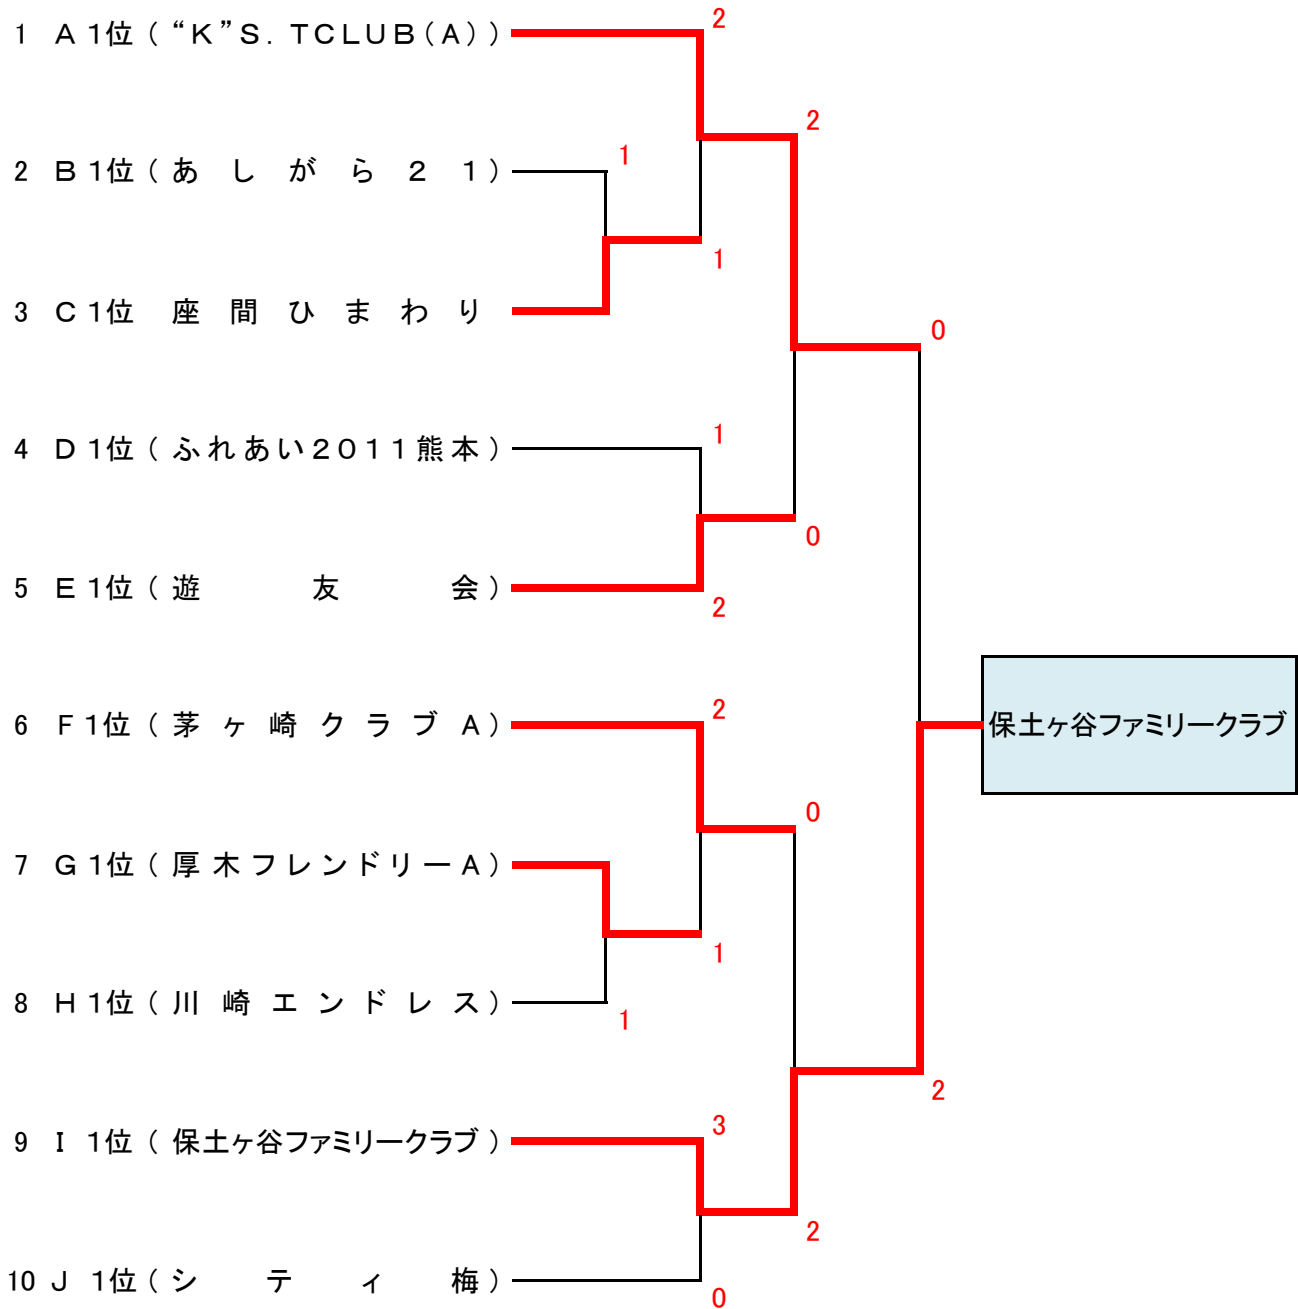 2
1 A 1位 ( “K”S. TCLUB(A) )
2
1
2 B 1位 ( あしがら21 )
1
3 C 1位 座間ひまわり
0
1
4 D 1位 ( ふれあい2011熊本 )
0
5 E 1位 ( 遊友会 )
2
2
6 F 1位 ( 茅ヶ崎クラブA )
保土ヶ谷ファミリークラブ
0
7 G 1位 ( 厚木フレンドリーA )
1
8 H 1位 ( 川崎エンドレス )
1
2
3
9 I 1位 ( 保土ヶ谷ファミリークラブ )
2
10 J 1位 ( シティ梅 )
0